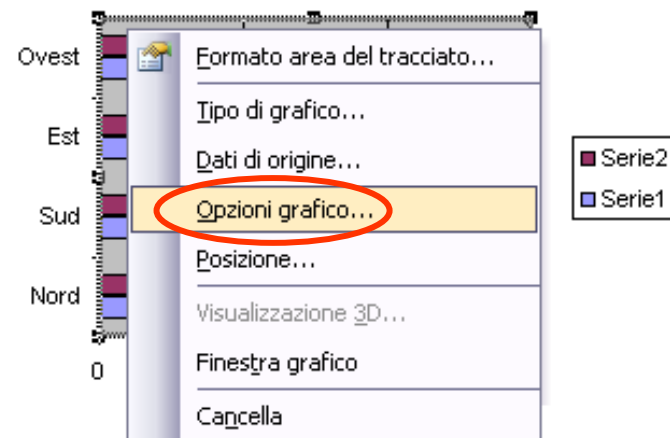 Ovest
Est
Sud
Nord
0
Formato area del tracciato...
Tipo di grafico...
Dati di origine...
Opzioni grafico...
Posizione...
Visualizzazione 3D...
Finestra grafico
Cancella
Serie2
Serie1